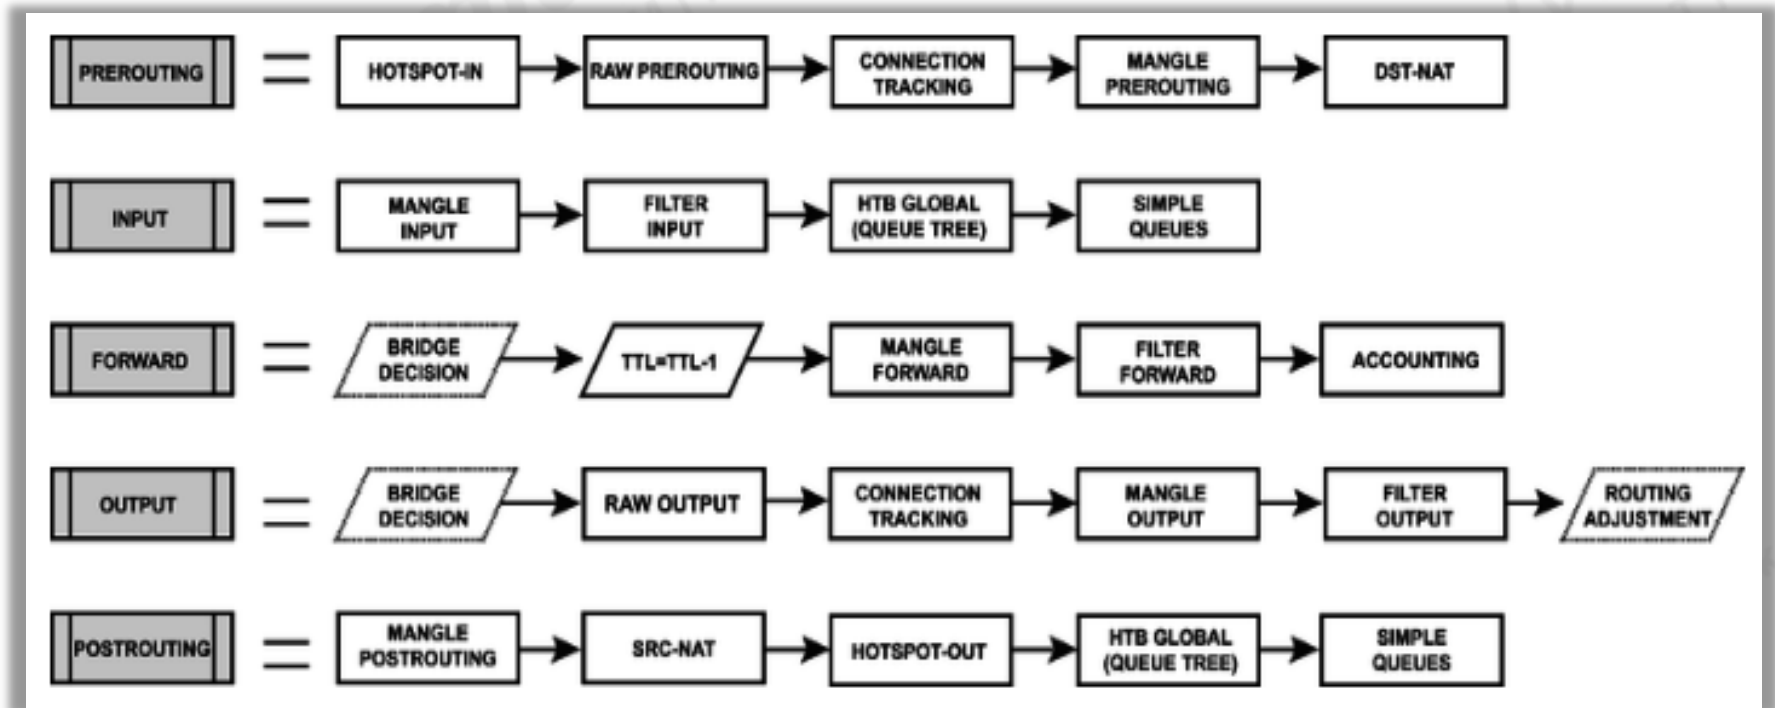 PREROUTING
=
HOTSPOT-IN
RAW PREROUTING
CONNECTION
TRACKING
MANGLE
PREROUTING
DST-NAT
INPUT
=
MANGLE
INPUT
FILTER
INPUT
HTB GLOBAL
(QUEUE TREE)
SIMPLE
QUEUES
FORWARD
=
BRIDGE
DECISION
TTL=TTL-1
MANGLE
FORWARD
FILTER
FORWARD
ACCOUNTING
OUTPUT
=
BRIDGE
DECISION
RAW OUTPUT
CONNECTION
TRACKING
MANGLE
OUTPUT
FILTER
OUTPUT
ROUTING
ADJUSTMENT
POSTROUTING
=
MANGLE
POSTROUTING
SRC-NAT
HOTSPOT-OUT
HTB GLOBAL
(QUEUE TREE)
SIMPLE
QUEUES